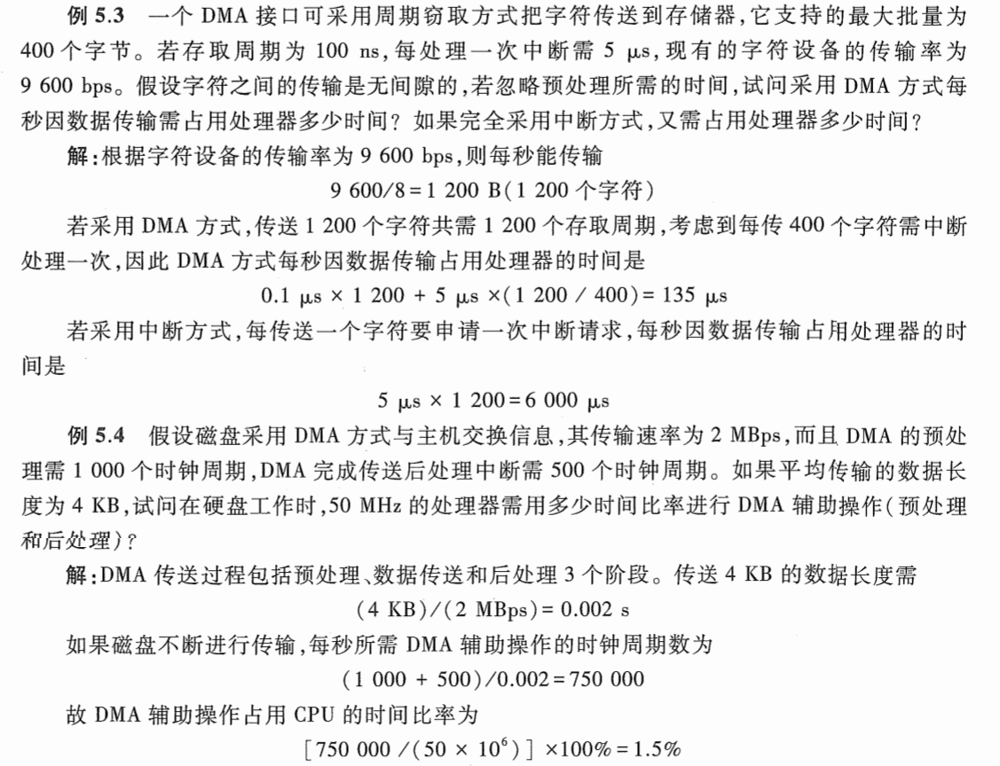 例 5.3 一个 DMA 接口可采用周期窃取方式把字符传送到存储器,它支持的最大批量为
400 个字节。若存取周期为 100 ns,每处理一次中断需 5 μs,现有的字符设备的传输率为
9 600 bps。假设字符之间的传输是无间隙的,若忽略预处理所需的时间,试问采用 DMA 方式每
秒因数据传输需占用处理器多少时间? 如果完全采用中断方式,又需占用处理器多少时间?
解:根据字符设备的传输率为 9 600 bps,则每秒能传输
9 600/8=1 200 B(1 200 个字符)
若采用 DMA 方式,传送 1 200 个字符共需 1 200 个存取周期,考虑到每传 400 个字符需中断
处理一次,因此 DMA 方式每秒因数据传输占用处理器的时间是
0.1 μs × 1 200 + 5 μs ×(1 200 / 400)= 135 μs
若采用中断方式,每传送一个字符要申请一次中断请求,每秒因数据传输占用处理器的时
间是
5 μs × 1 200=6 000 μs
例 5.4 假设磁盘采用 DMA 方式与主机交换信息,其传输速率为 2 MBps,而且 DMA 的预处
理需 1 000 个时钟周期,DMA 完成传送后处理中断需 500 个时钟周期。如果平均传输的数据长
度为 4 KB,试问在硬盘工作时,50 MHz 的处理器需用多少时间比率进行 DMA 辅助操作(预处理
和后处理)?
解:DMA 传送过程包括预处理、数据传送和后处理 3 个阶段。传送 4 KB 的数据长度需
(4 KB)/(2 MBps)= 0.002 s
如果磁盘不断进行传输,每秒所需 DMA 辅助操作的时钟周期数为
(1 000 + 500)/0.002=750 000
故 DMA 辅助操作占用 CPU 的时间比率为
[750 000 /(50 × 10⁶)] ×100%=1.5%